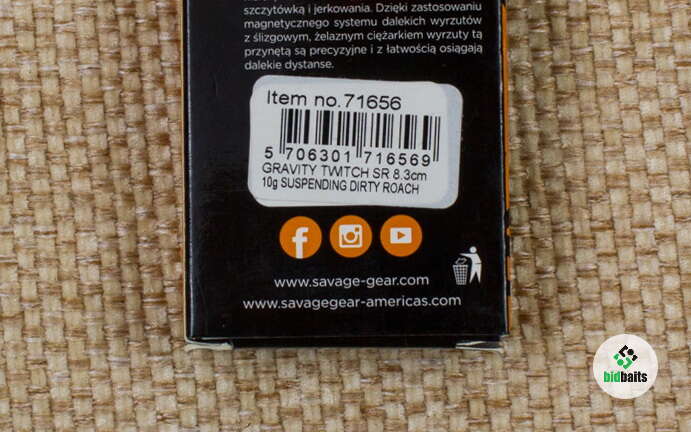 szczytówką i jerkowania. Dzięki zastosowaniu
magnetycznego systemu dalekich wyrzutów
z ślizgowym, żelaznym ciężarkiem wyrzuty tą
przynętą są precyzyjne i z łatwością osiągają
dalekie dystanse.
Item no. 71656
5 706301 716569
GRAVITY TWITCH SR 8.3cm
10g SUSPENDING DIRTY ROACH
f
www.savage-gear.com
www.savagegear-americas.com
bidbaits